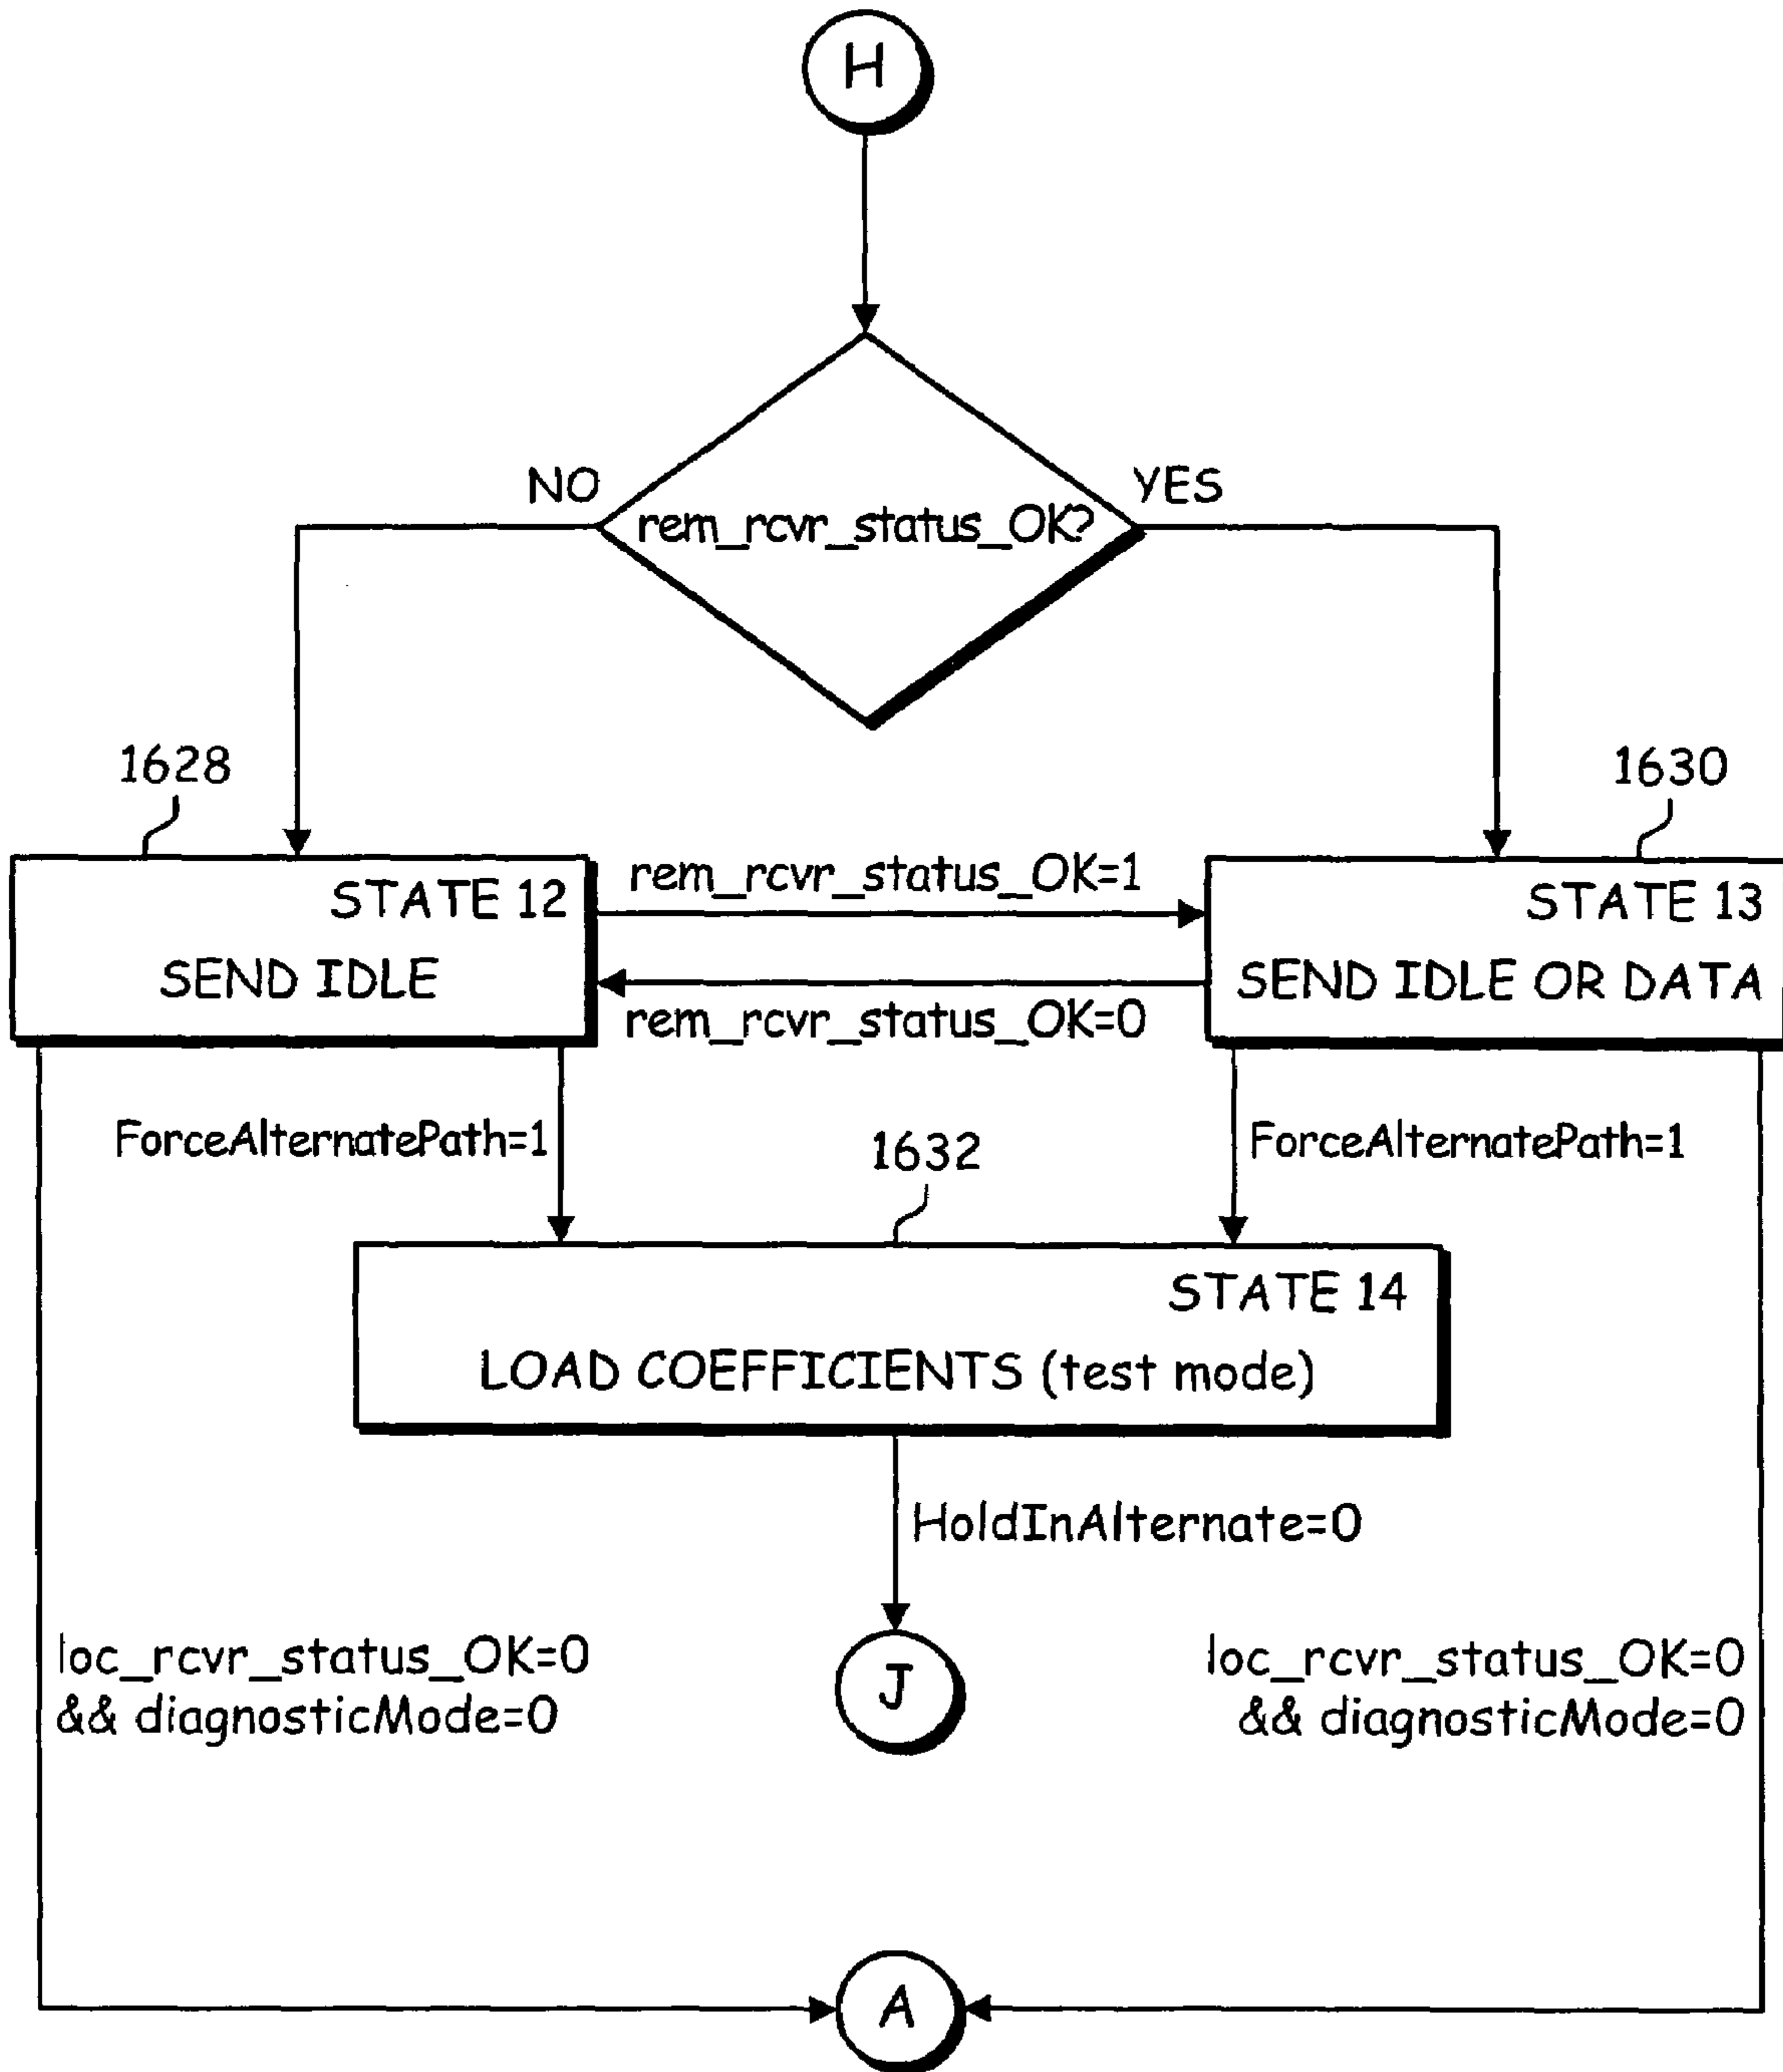 H
NO
YES
rem_rcvr_status_OK?
1628
1630
STATE 12
SEND IDLE
rem_rcvr_status_OK=1
rem_rcvr_status_OK=0
STATE 13
SEND IDLE OR DATA
ForceAlternatePath=1
1632
ForceAlternatePath=1
STATE 14
LOAD COEFFICIENTS (test mode)
HoldInAlternate=0
loc_rcvr_status_OK=0
&& diagnosticMode=0
J
loc_rcvr_status_OK=0
&& diagnosticMode=0
A